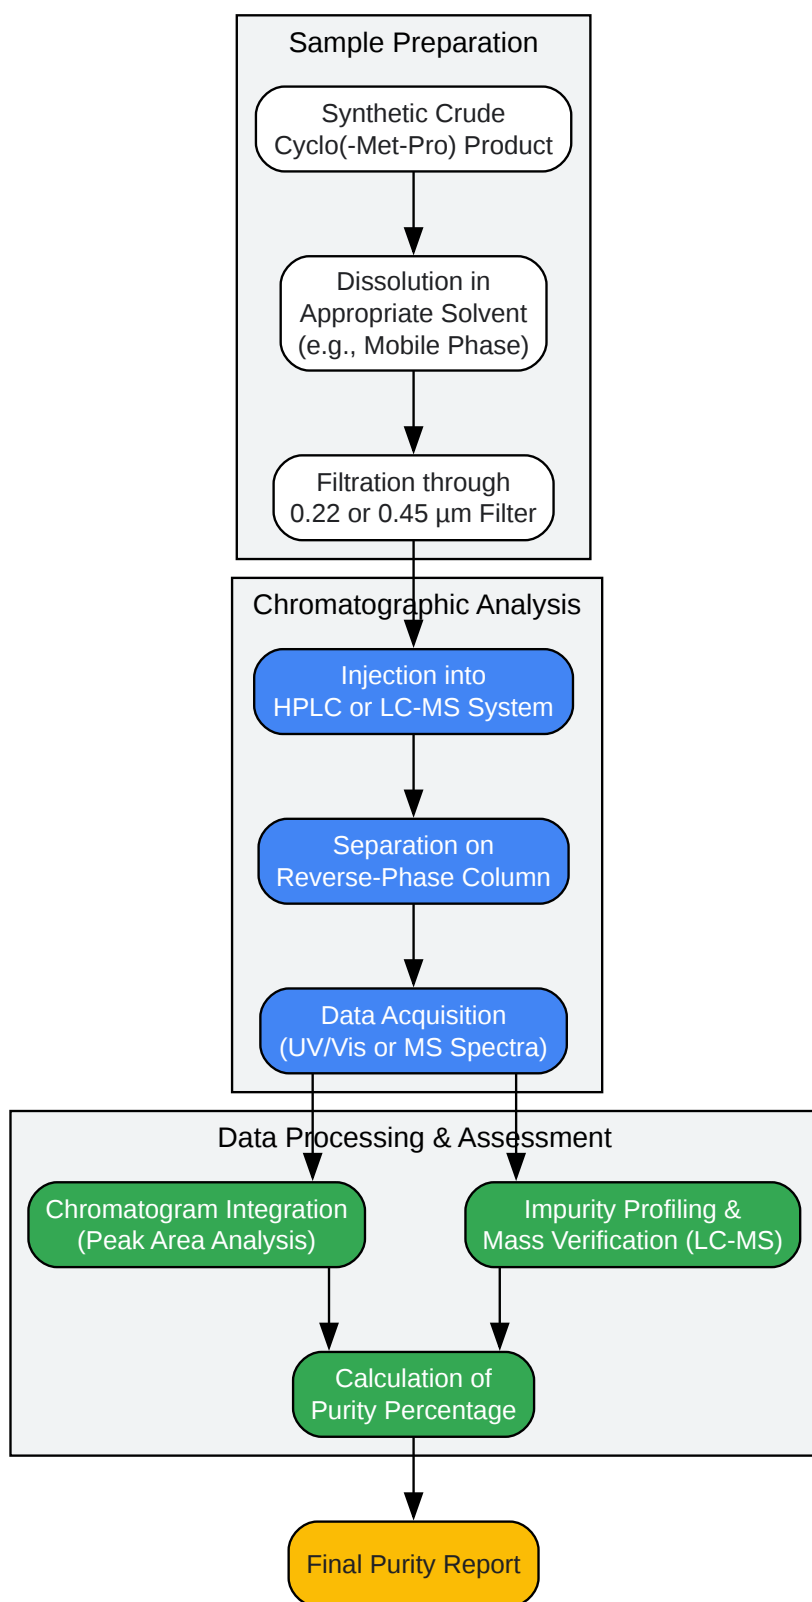 Sample Preparation
Synthetic Crude
Cyclo(-Met-Pro) Product
Dissolution in
Appropriate Solvent
(e.g., Mobile Phase)
Filtration through
0.22 or 0.45 µm Filter
Chromatographic Analysis
Injection into
HPLC or LC-MS System
Separation on
Reverse-Phase Column
Data Acquisition
(UV/Vis or MS Spectra)
Data Processing & Assessment
Chromatogram Integration
(Peak Area Analysis)
Impurity Profiling &
Mass Verification (LC-MS)
Calculation of
Purity Percentage
Final Purity Report